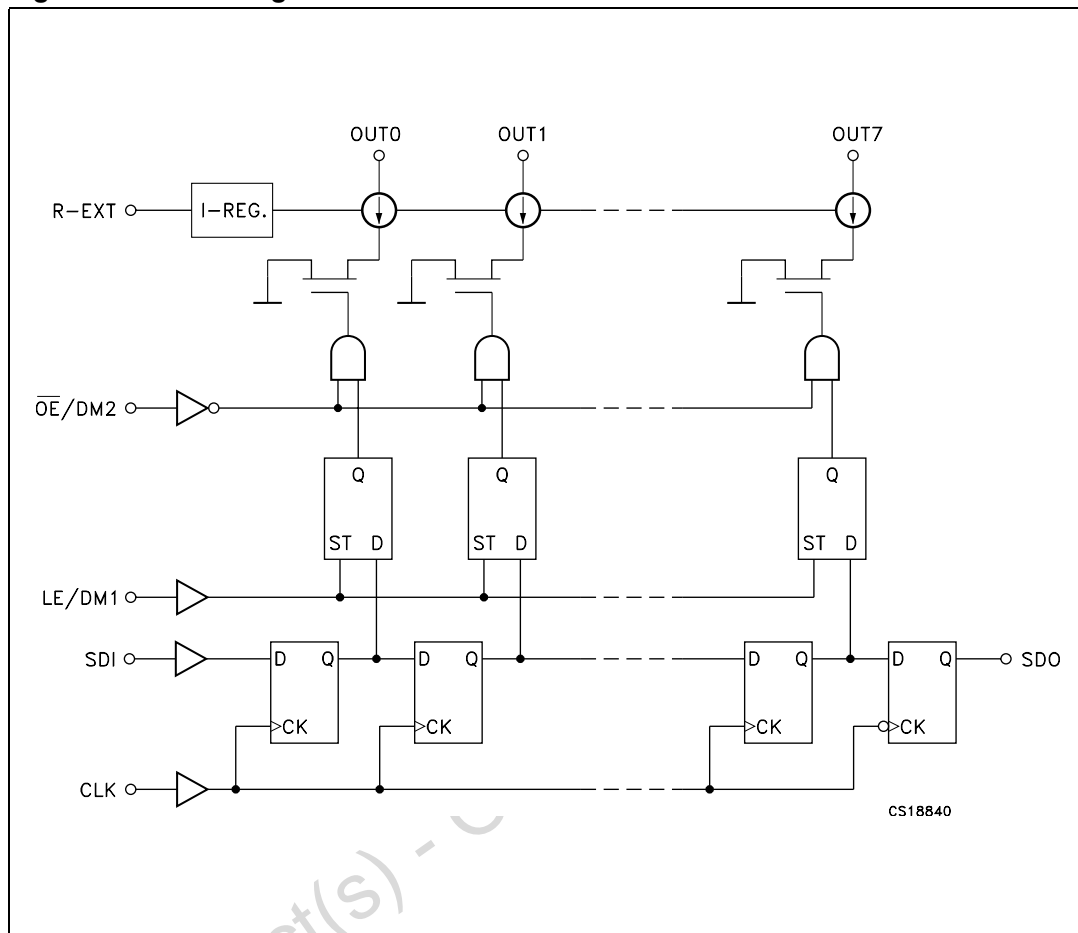 OUT0 OUT1 OUT7
R-EXT I-REG.
OE/DM2
Q Q Q
ST D ST D ST D
LE/DM1
SDI D Q D Q D Q D Q SDO
CK CK CK CK
CLK
CS18840